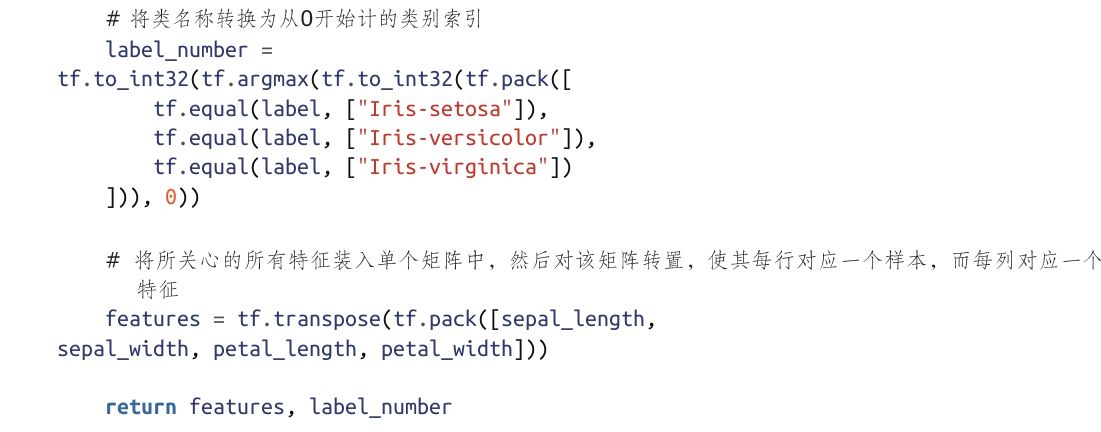 # 将类名称转换为从0开始计的类别索引
label_number =
tf.to_int32(tf.argmax(tf.to_int32(tf.pack([
tf.equal(label, ["Iris-setosa"]),
tf.equal(label, ["Iris-versicolor"]),
tf.equal(label, ["Iris-virginica"])
])), 0))
# 将所关心的所有特征装入单个矩阵中，然后对该矩阵转置，使其每行对应一个样本，而每列对应一个
特征
features = tf.transpose(tf.pack([sepal_length,
sepal_width, petal_length, petal_width]))
return features, label_number